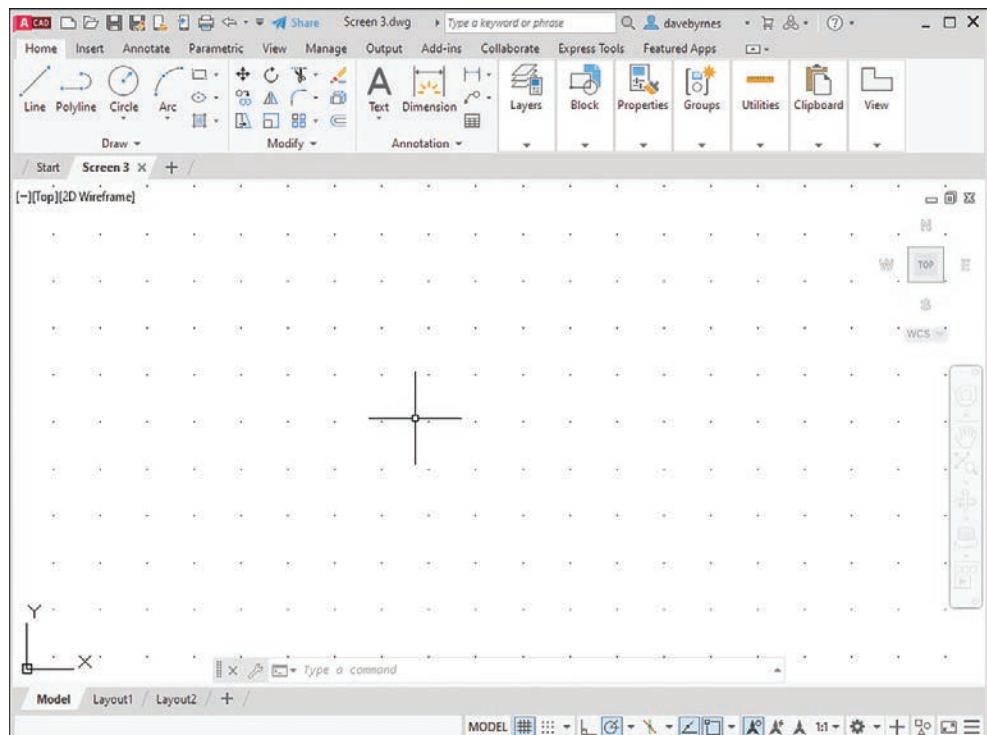 A CAD Share Screen 3.dwg Type a keyword or phrase davebyrnes
Home Insert Annotate Parametric View Manage Output Add-ins Collaborate Express Tools Featured Apps
Line Polyline Circle Arc Text Dimension Layers Block Properties Groups Utilities Clipboard View
Draw Modify Annotation
Start Screen 3
[−][Top][2D Wireframe]
N
W TOP E
S
WCS
Y
X
Type a command
Model Layout1 Layout2
MODEL 1:1